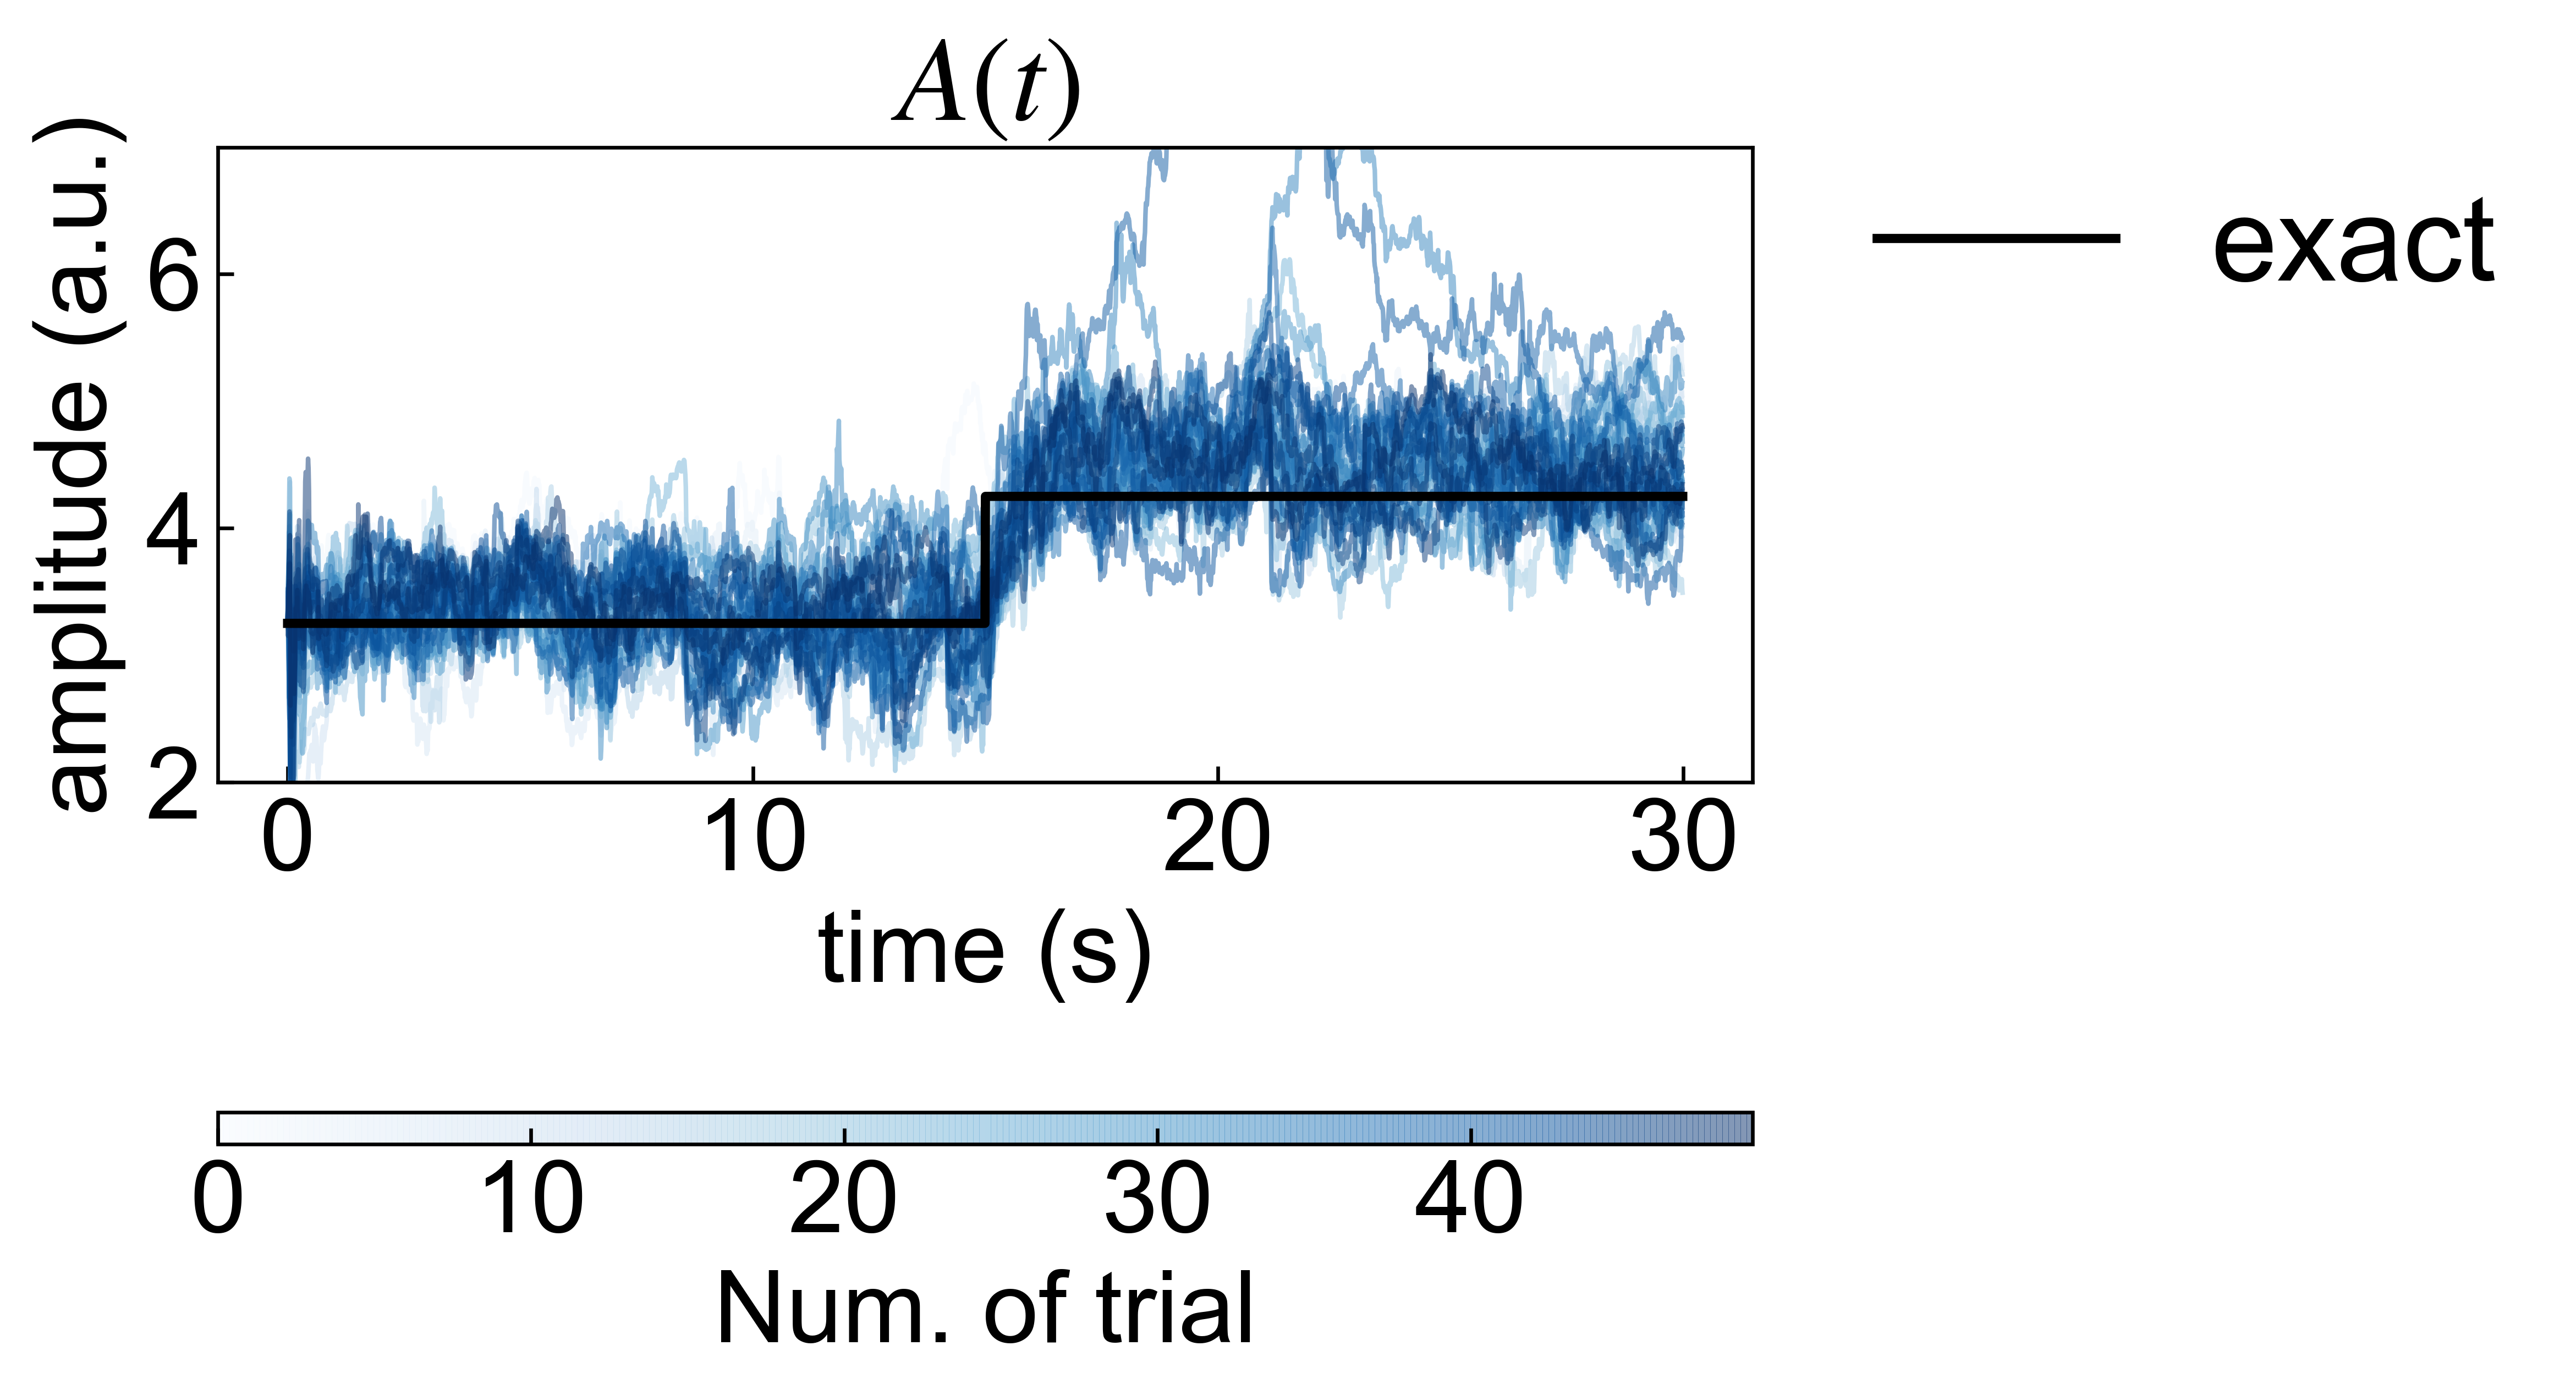 A(t)
exact
amplitude (a.u.)
6
4
2
0 10 20 30
time (s)
0 10 20 30 40
Num. of trial